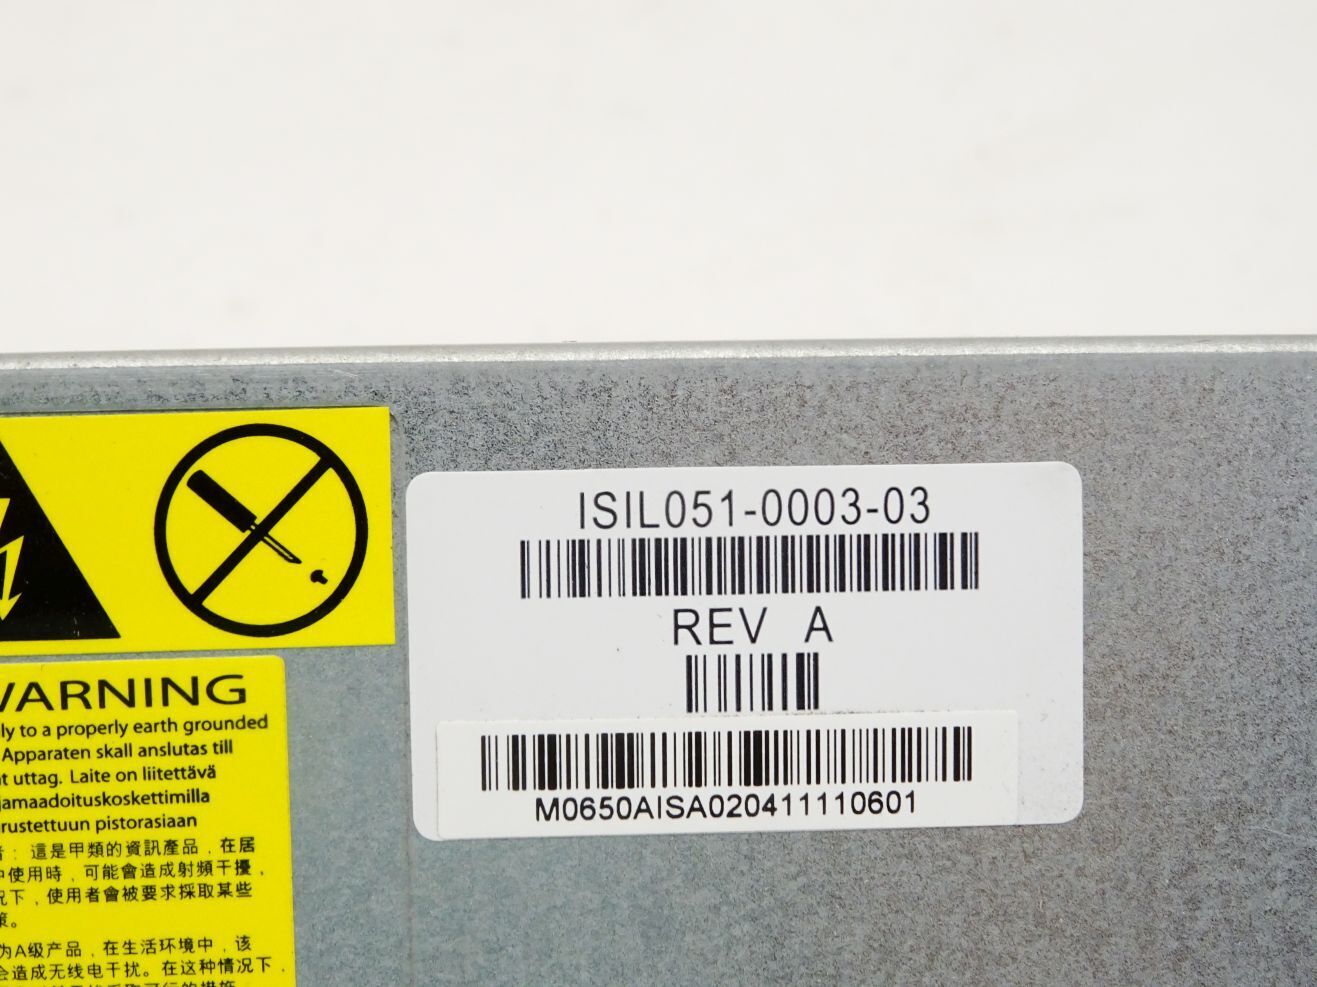 ISIL051-0003-03
REV A
M0650AISA020411110601
WARNING
ly to a properly earth grounded
Apparaten skall anslutas till
uttag. Laite on liitettävä
jamaadoituskoskettimilla
rustettuun pistorasiaan
：這是甲類的資訊產品，在居
中使用時，可能會造成射頻干擾，
況下，使用者會被要求採取某些
策。
为A级产品，在生活环境中，该
会造成无线电干扰。在这种情况下，